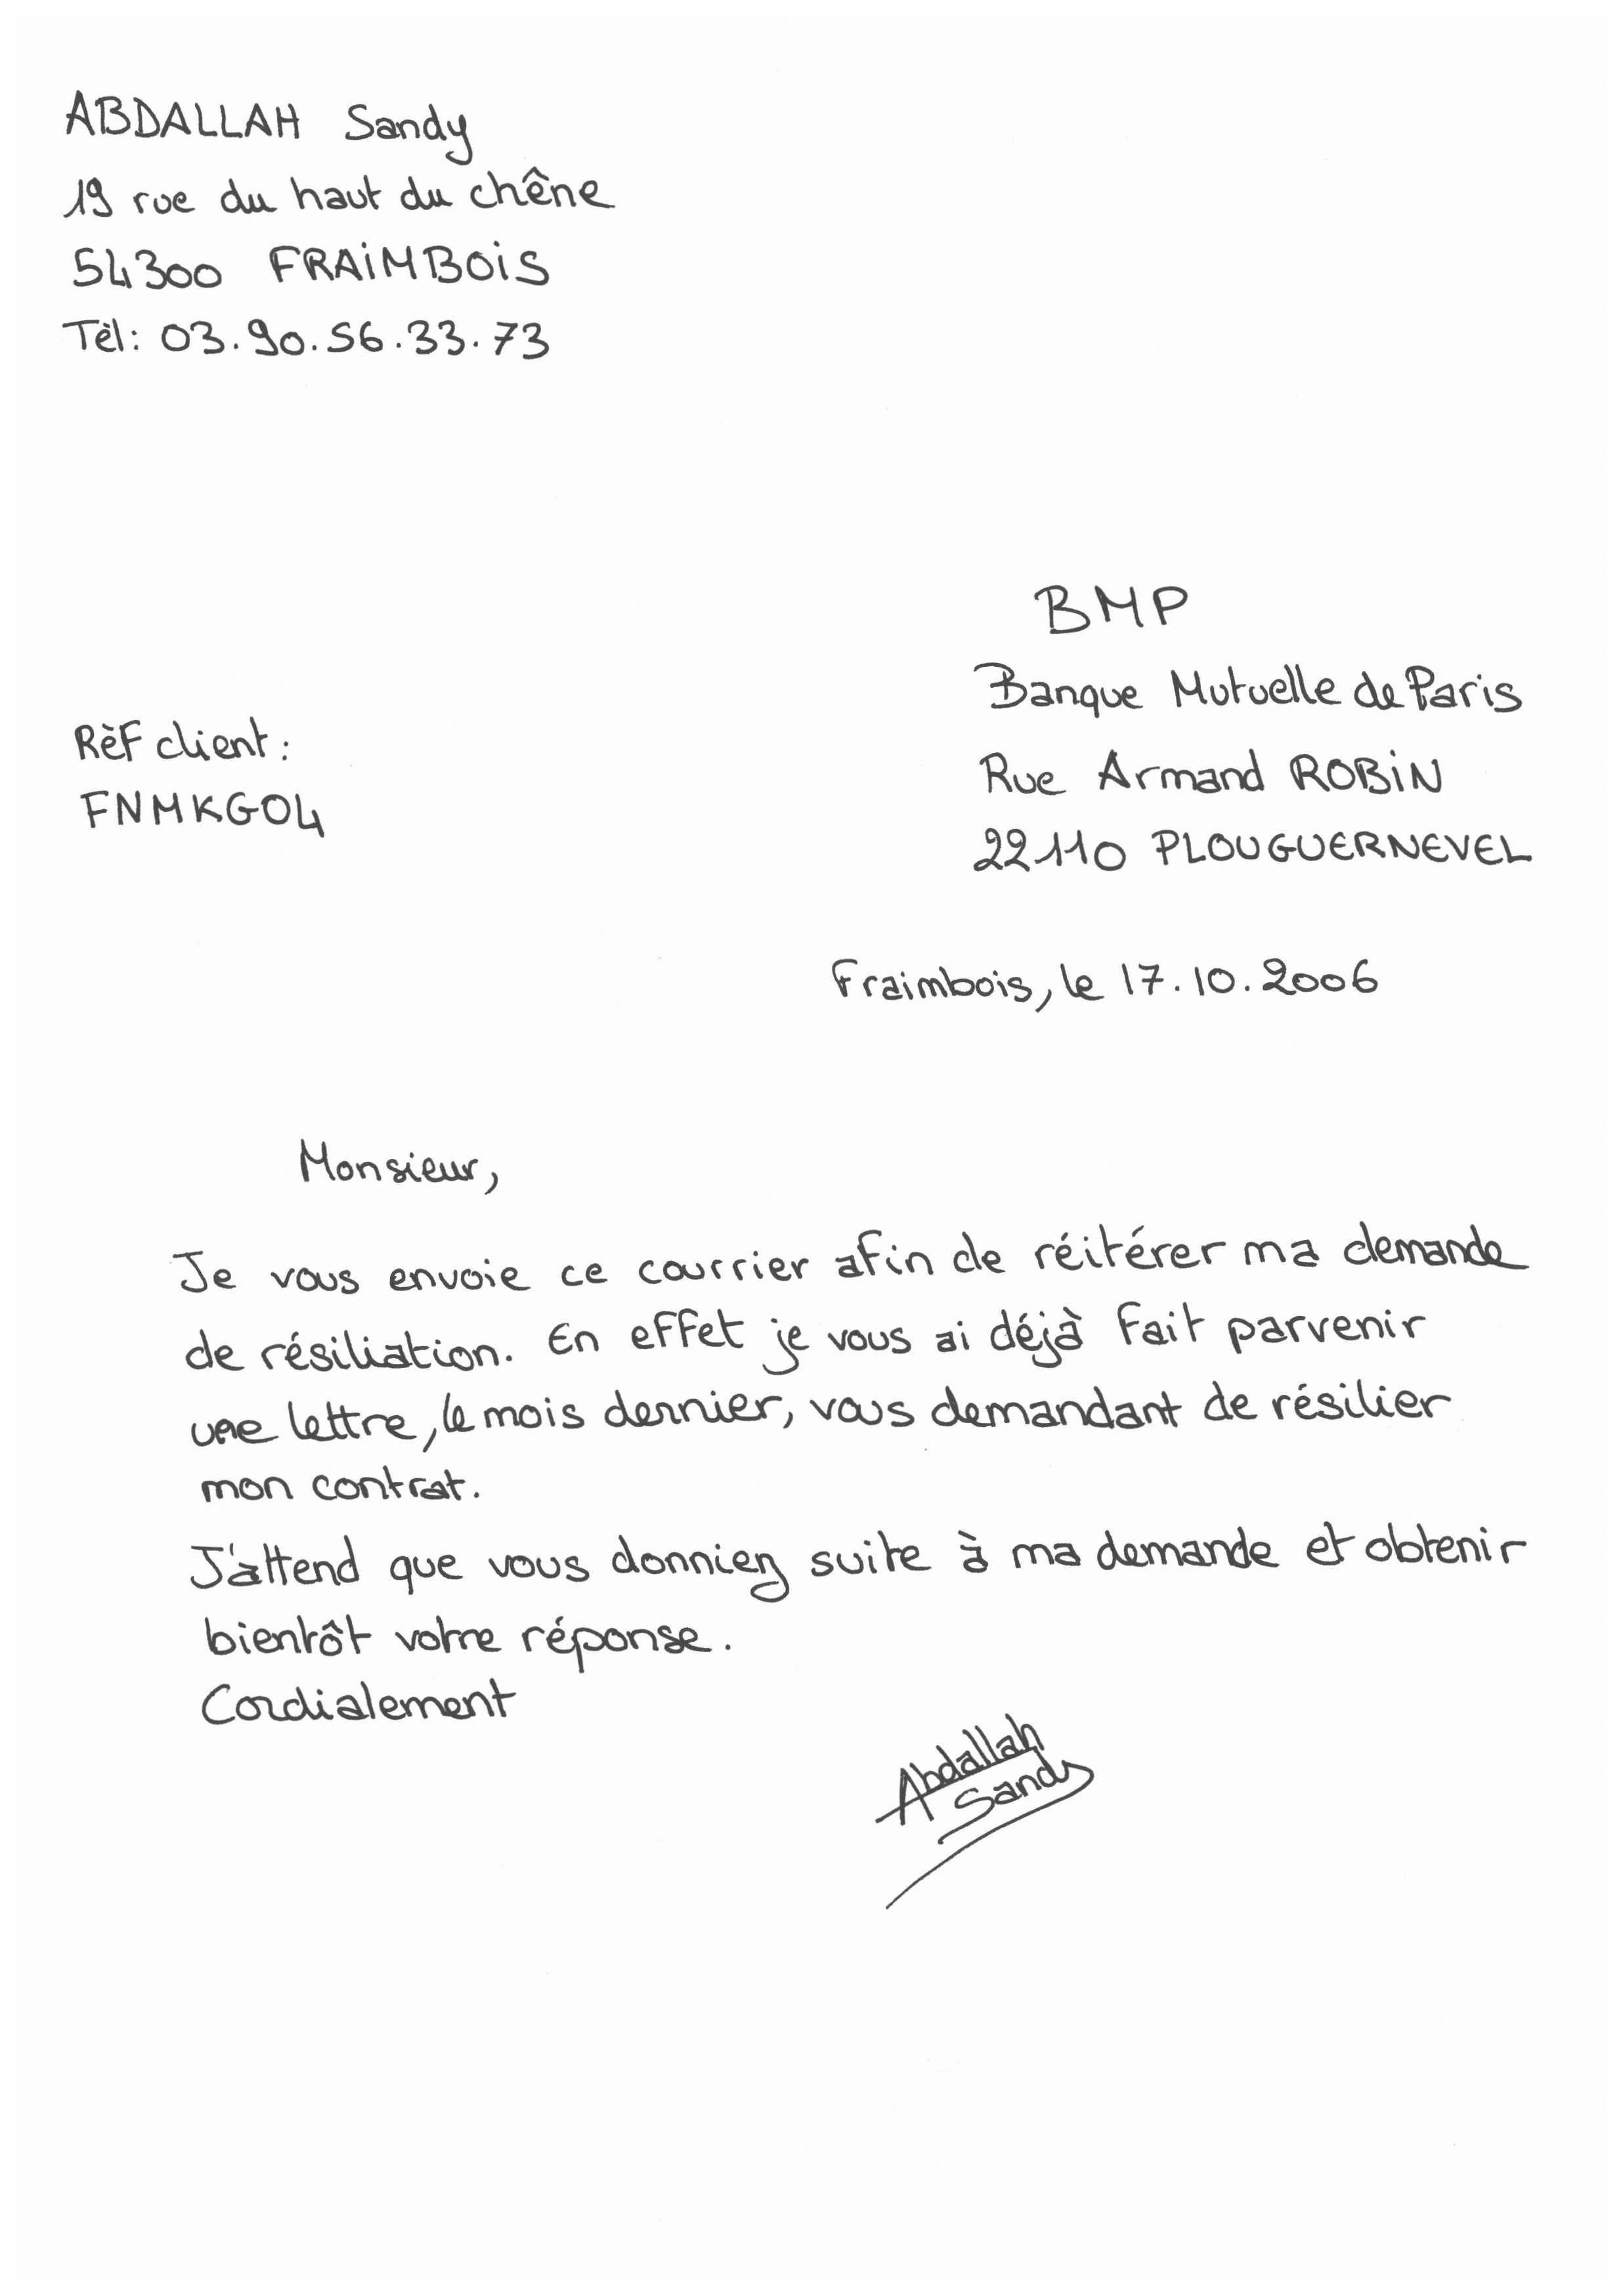 ABDALLAH Sandy
19 rue du haut du chêne
54300 FRAIMBOIS
Tèl: 03.90.56.33.73
BMP
Banque Mutuelle de Paris
Rue Armand ROBIN
22110 PLOUGUERNEVEL
Rèf client :
FNMKG04
Fraimbois, le 17.10.2006
Monsieur,
Je vous envoie ce courrier afin de réitérer ma demande
de résiliation. En effet je vous ai déjà fait parvenir
une lettre, le mois dernier, vous demandant de résilier
mon contrat.
J'attend que vous donniez suite à ma demande et obtenir
bientôt votre réponse.
Cordialement
Abdallah
Sandy